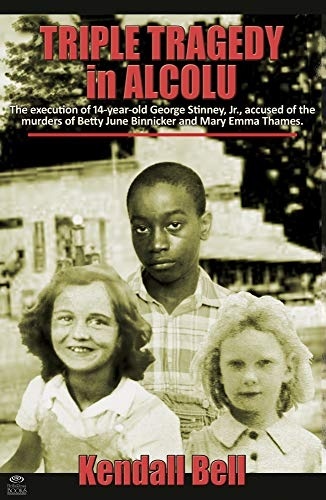 TRIPLE TRAGEDY
in ALCOLU
The execution of 14-year-old George Stinney, Jr., accused of the
murders of Betty June Binnicker and Mary Emma Thames.
BOOKS
Kendall Bell